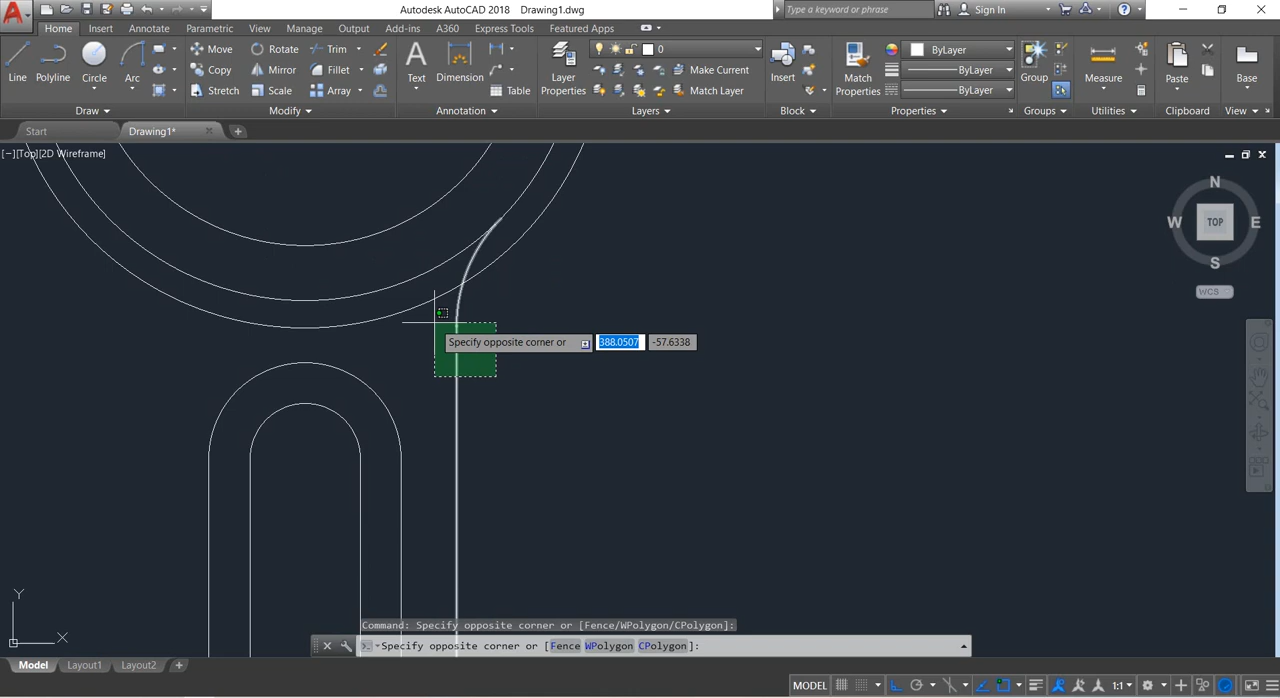 Autodesk AutoCAD 2018 Drawing1.dwg
Type a keyword or phrase
Sign In
Home Insert Annotate Parametric View Manage Output Add-ins A360 Express Tools Featured Apps
Line Polyline Circle Arc
Move Rotate Trim
Copy Mirror Fillet
Stretch Scale Array
Text Dimension Table
Layer Properties
0
Make Current
Match Layer
Insert
Match Properties
ByLayer
ByLayer
ByLayer
Group
Measure
Paste
Base
Draw Modify Annotation Layers Block Properties Groups Utilities Clipboard View
Start Drawing1*
[−][Top][2D Wireframe]
N
W TOP E
S
WCS
Specify opposite corner or 388.0507 -57.6338
Y
X
Command: Specify opposite corner or [Fence/WPolygon/CPolygon]:
Specify opposite corner or [Fence WPolygon CPolygon]:
Model Layout1 Layout2
MODEL 1:1